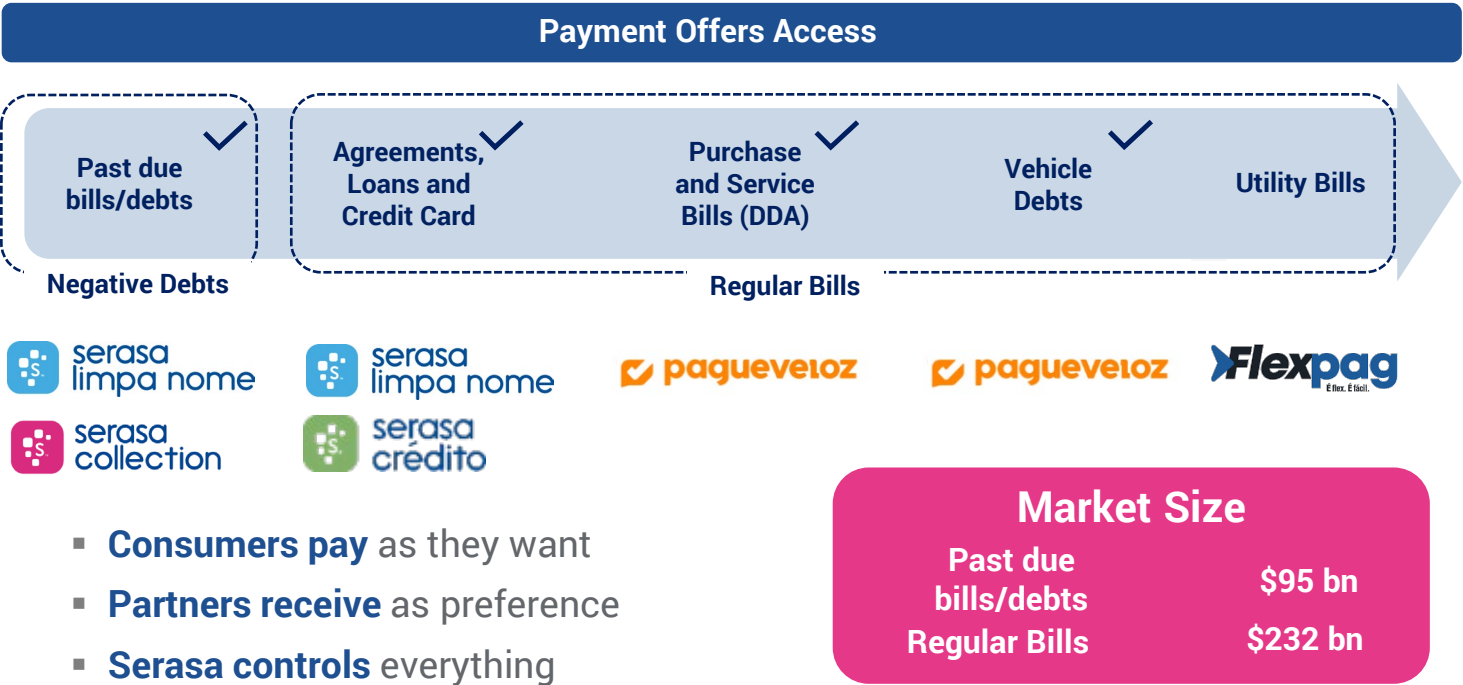 Payment Offers Access
Past due
bills/debts
Agreements,
Loans and
Credit Card
Purchase
and Service
Bills (DDA)
Vehicle
Debts
Utility Bills
Negative Debts
Regular Bills
S.
serasa
limpa nome
S.
serasa
limpa nome
pagueveloz
pagueveloz
Flexpag
É flex. É fácil.
S.
serasa
collection
S.
serasa
crédito
▪ Consumers pay as they want
▪ Partners receive as preference
▪ Serasa controls everything
Market Size
Past due
bills/debts
$95 bn
Regular Bills
$232 bn